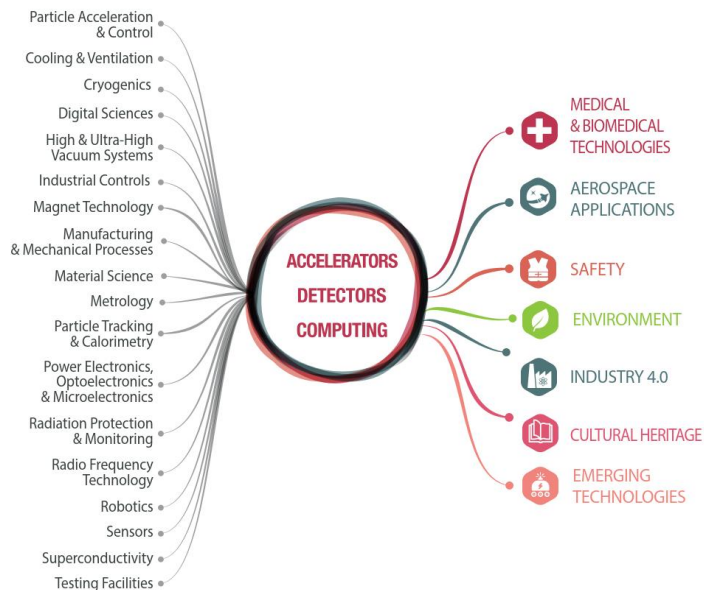 Particle Acceleration
& Control
Cooling & Ventilation
Cryogenics
Digital Sciences
High & Ultra-High
Vacuum Systems
Industrial Controls
Magnet Technology
Manufacturing
& Mechanical Processes
Material Science
Metrology
Particle Tracking
& Calorimetry
Power Electronics,
Optoelectronics
& Microelectronics
Radiation Protection
& Monitoring
Radio Frequency
Technology
Robotics
Sensors
Superconductivity
Testing Facilities
ACCELERATORS
DETECTORS
COMPUTING
MEDICAL
& BIOMEDICAL
TECHNOLOGIES
AEROSPACE
APPLICATIONS
SAFETY
ENVIRONMENT
INDUSTRY 4.0
CULTURAL HERITAGE
EMERGING
TECHNOLOGIES